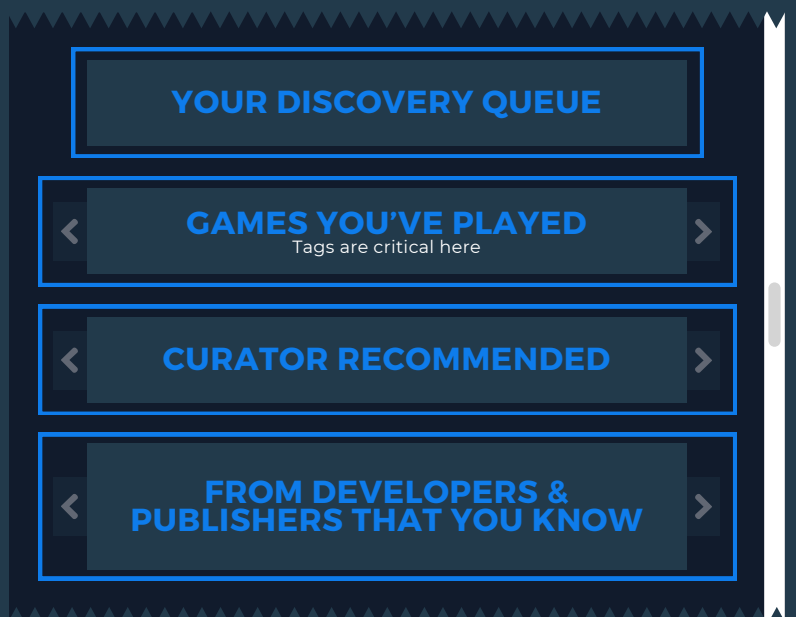 YOUR DISCOVERY QUEUE
GAMES YOU’VE PLAYED
Tags are critical here
CURATOR RECOMMENDED
FROM DEVELOPERS &
PUBLISHERS THAT YOU KNOW